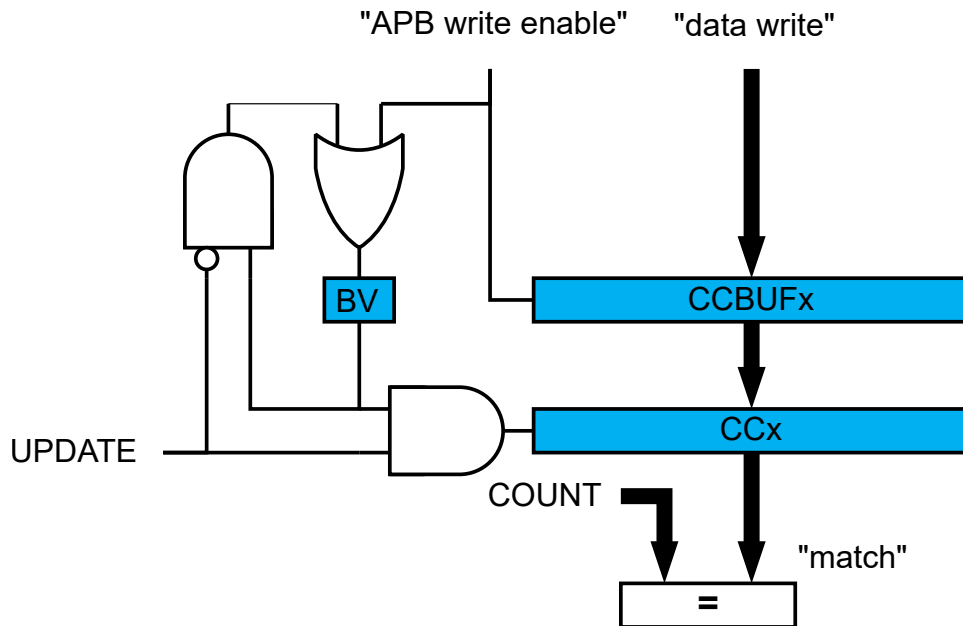 "APB write enable"
"data write"
BV
CCBUFx
CCx
UPDATE
COUNT
"match"
=